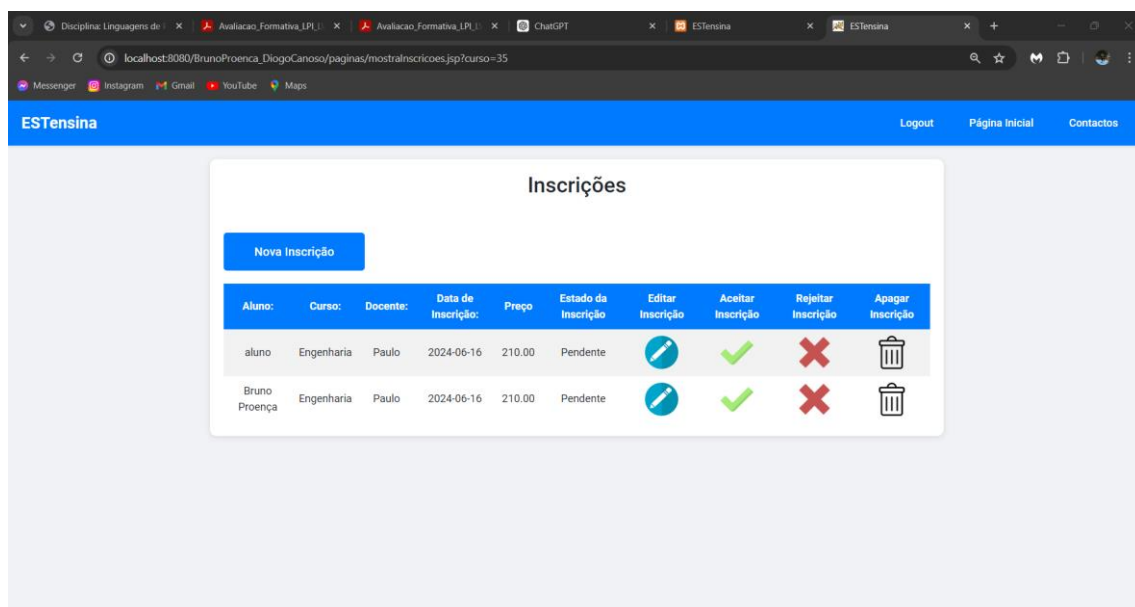 Disciplina: Linguagens de
Avaliacao_Formativa_LPI_
Avaliacao_Formativa_LPI_
ChatGPT
ESTensina
ESTensina
localhost:8080/BrunoProenca_DiogoCanoso/paginas/mostraInscricoes.jsp?curso=35
Messenger Instagram Gmail YouTube Maps
ESTensina Logout Página Inicial Contactos
Inscrições
Nova Inscrição
Aluno: Curso: Docente: Data de Inscrição: Preço Estado da Inscrição Editar Inscrição Aceitar Inscrição Rejeitar Inscrição Apagar Inscrição
aluno Engenharia Paulo 2024-06-16 210.00 Pendente
Bruno Proença Engenharia Paulo 2024-06-16 210.00 Pendente